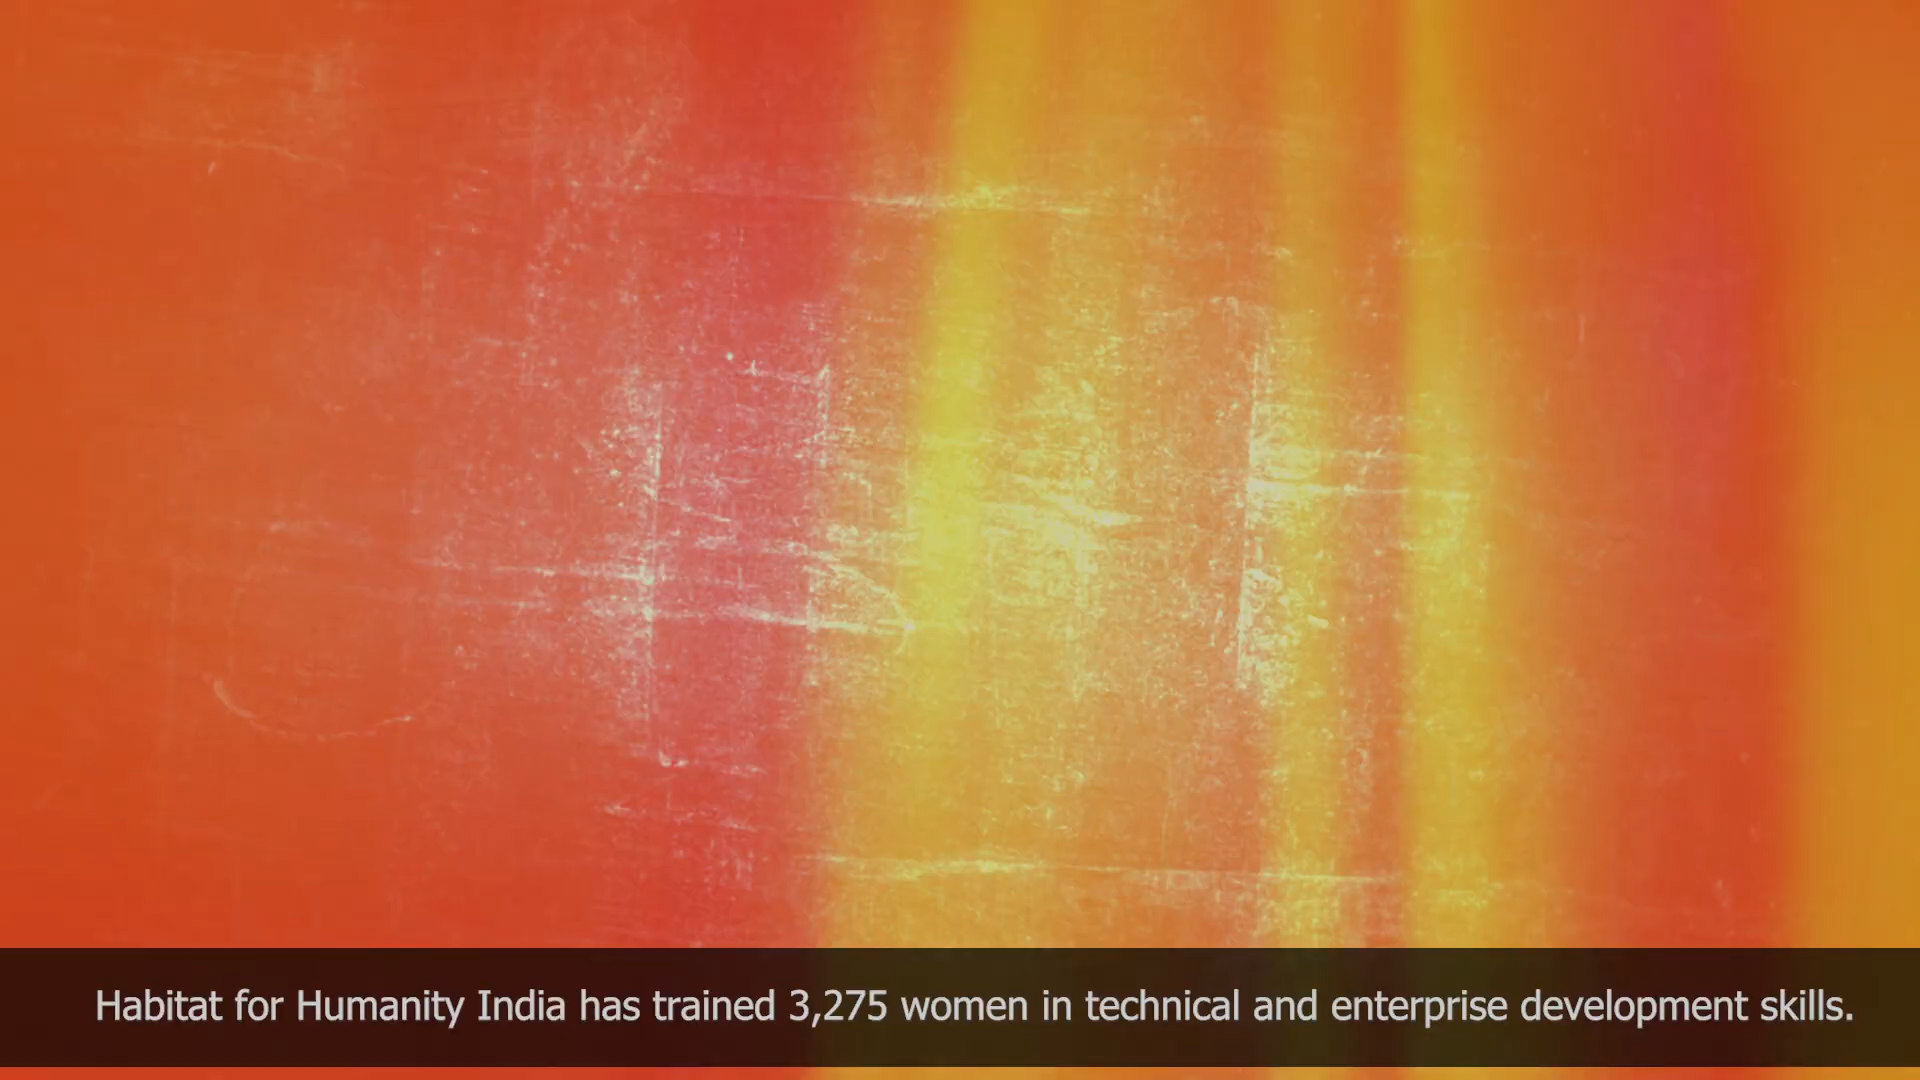 Habitat for Humanity India has trained 3,275 women in technical and enterprise development skills.